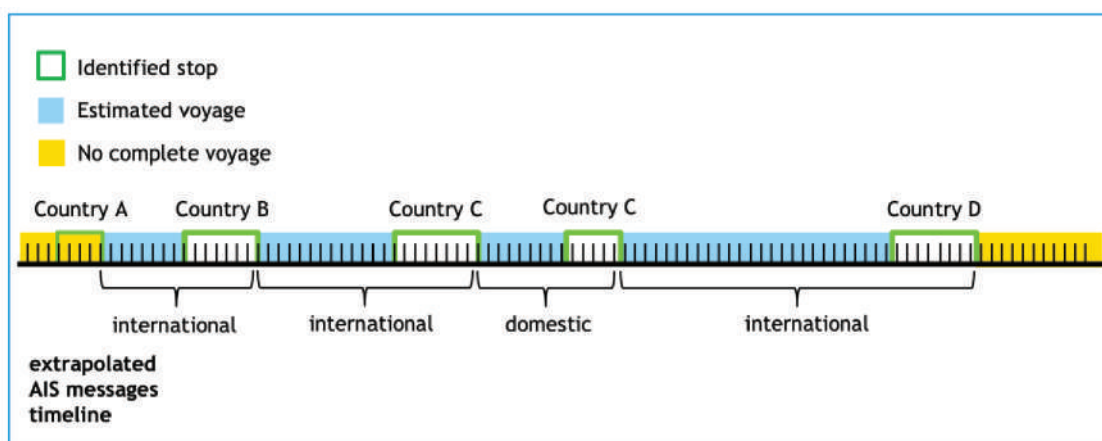 Identified stop
Estimated voyage
No complete voyage
Country A
Country B
Country C
Country C
Country D
international
international
domestic
international
extrapolated
AIS messages
timeline